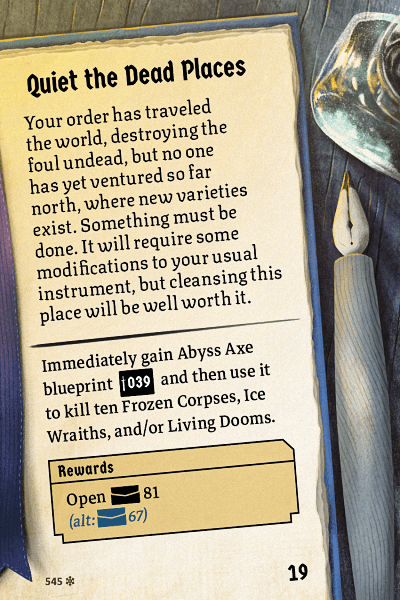 Quiet the Dead Places
Your order has traveled
the world, destroying the
foul undead, but no one
has yet ventured so far
north, where new varieties
exist. Something must be
done. It will require some
modifications to your usual
instrument, but cleansing this
place will be well worth it.
Immediately gain Abyss Axe
blueprint 039 and then use it
to kill ten Frozen Corpses, Ice
Wraiths, and/or Living Dooms.
Rewards
Open 81
(alt: 67)
545
19